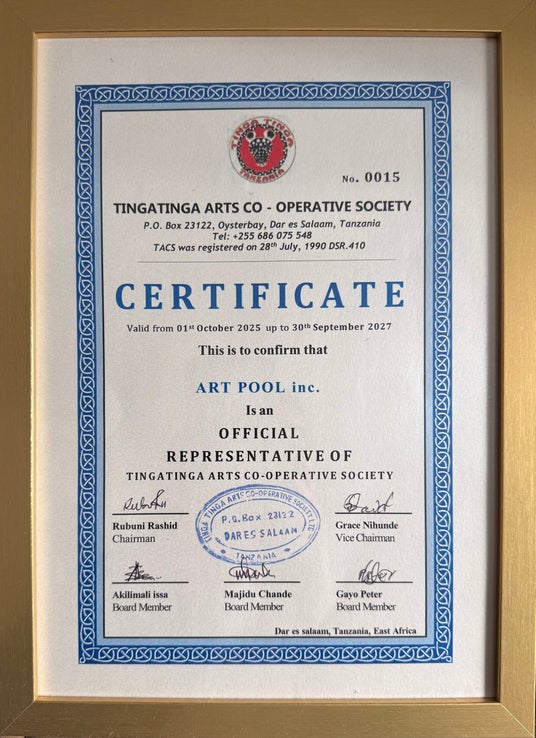 TINGA TINGA
TANZANIA
No. 0015
TINGATINGA ARTS CO - OPERATIVE SOCIETY
P.O. Box 23122, Oysterbay, Dar es Salaam, Tanzania
Tel: +255 686 075 548
TACS was registered on 28th July, 1990 DSR.410
CERTIFICATE
Valid from 01st October 2025 up to 30th September 2027
This is to confirm that
ART POOL inc.
Is an
OFFICIAL
REPRESENTATIVE OF
TINGATINGA ARTS CO-OPERATIVE SOCIETY
TINGA TINGA ARTS CO-OPERATIVE SOCIETY LTD
P.O. Box 23122
DAR ES SALAAM
TANZANIA
Rubuni Rashid
Chairman
Grace Nihunde
Vice Chairman
Akilimali issa
Board Member
Majidu Chande
Board Member
Gayo Peter
Board Member
Dar es salaam, Tanzania, East Africa